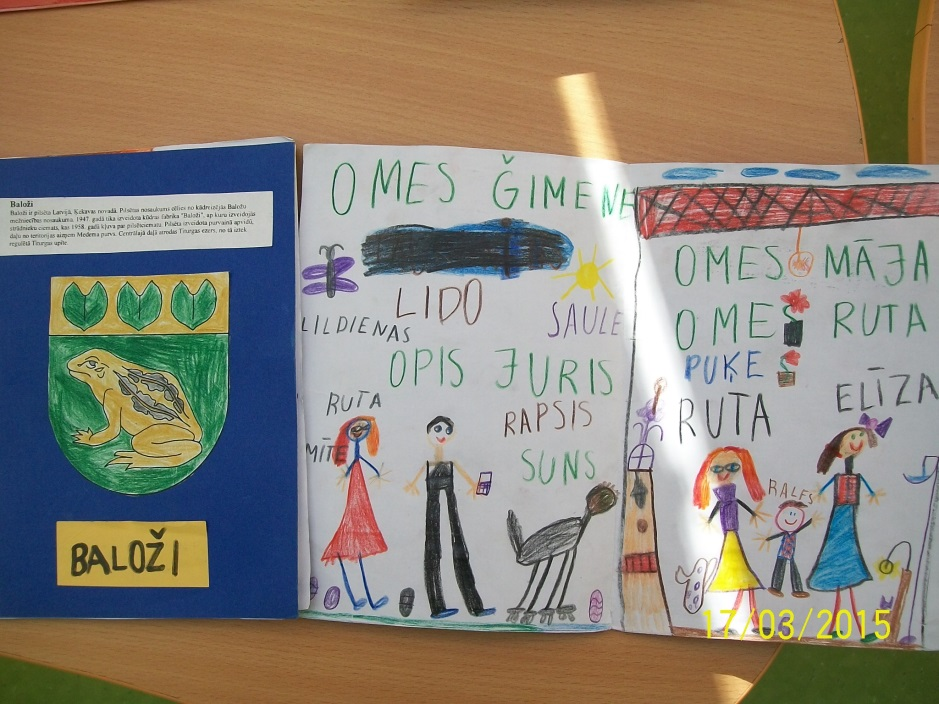 Baloži
Baloži ir pilsēta Latvijā, Ķekavas novadā. Pilsētas nosaukums cēlies no kādreizējās Baložu
mežniecības nosaukuma. 1947. gadā tika izveidota kūdras fabrika "Baloži", ap kuru izveidojās
strādnieku ciemats, kas 1958. gadā kļuva par pilsētciematu. Pilsēta izveidota purvainā apvidū,
daļa no teritorijas aizņem Medema purvs. Centrālajā daļā atrodas Titurgas ezers, no tā iztek
regulētā Titurgas upīte.
BALOŽI
OMES ĞIMENE
LIDO
LILDIENAS
SAULE
OPIS JURIS
RUTA
MĪTE
RAPSIS
SUNS
OMES MĀJA
OMES RUTA
PUĶE
RUTA
ELĪZA
RALFS
17/03/2015